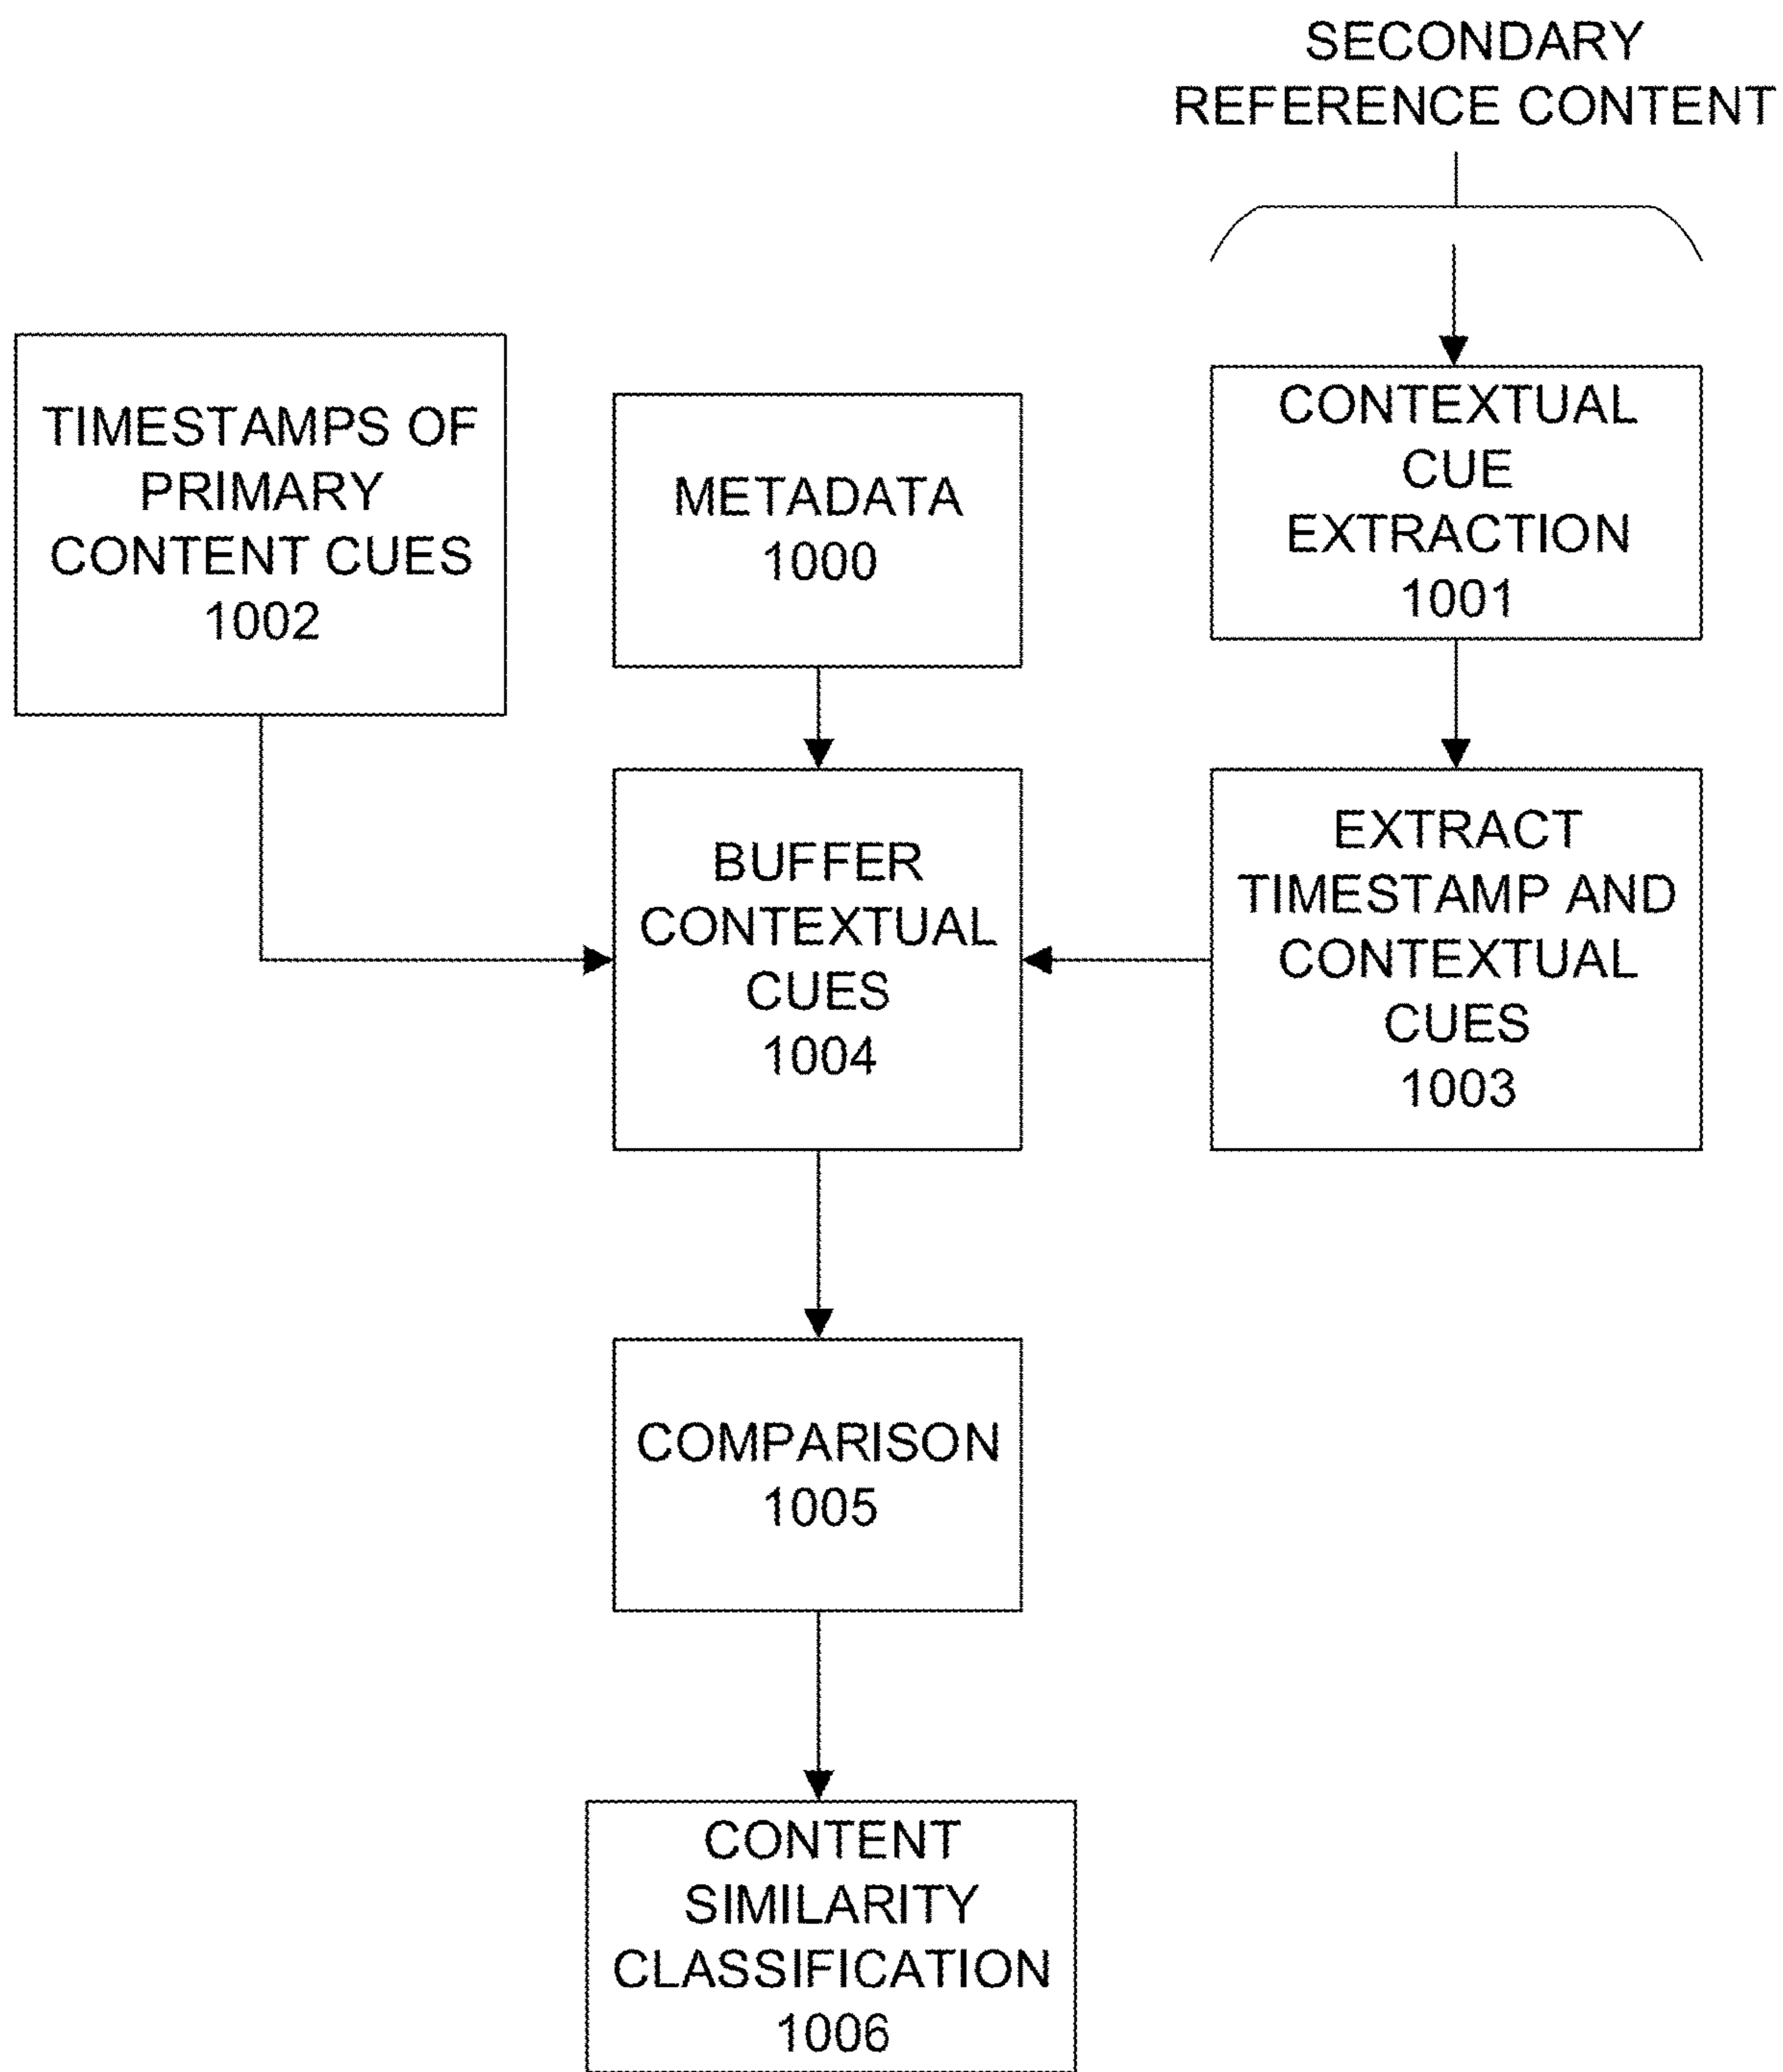 SECONDARY
REFERENCE CONTENT
TIMESTAMPS OF
PRIMARY
CONTENT CUES
1002
METADATA
1000
CONTEXTUAL
CUE
EXTRACTION
1001
BUFFER
CONTEXTUAL
CUES
1004
EXTRACT
TIMESTAMP AND
CONTEXTUAL
CUES
1003
COMPARISON
1005
CONTENT
SIMILARITY
CLASSIFICATION
1006